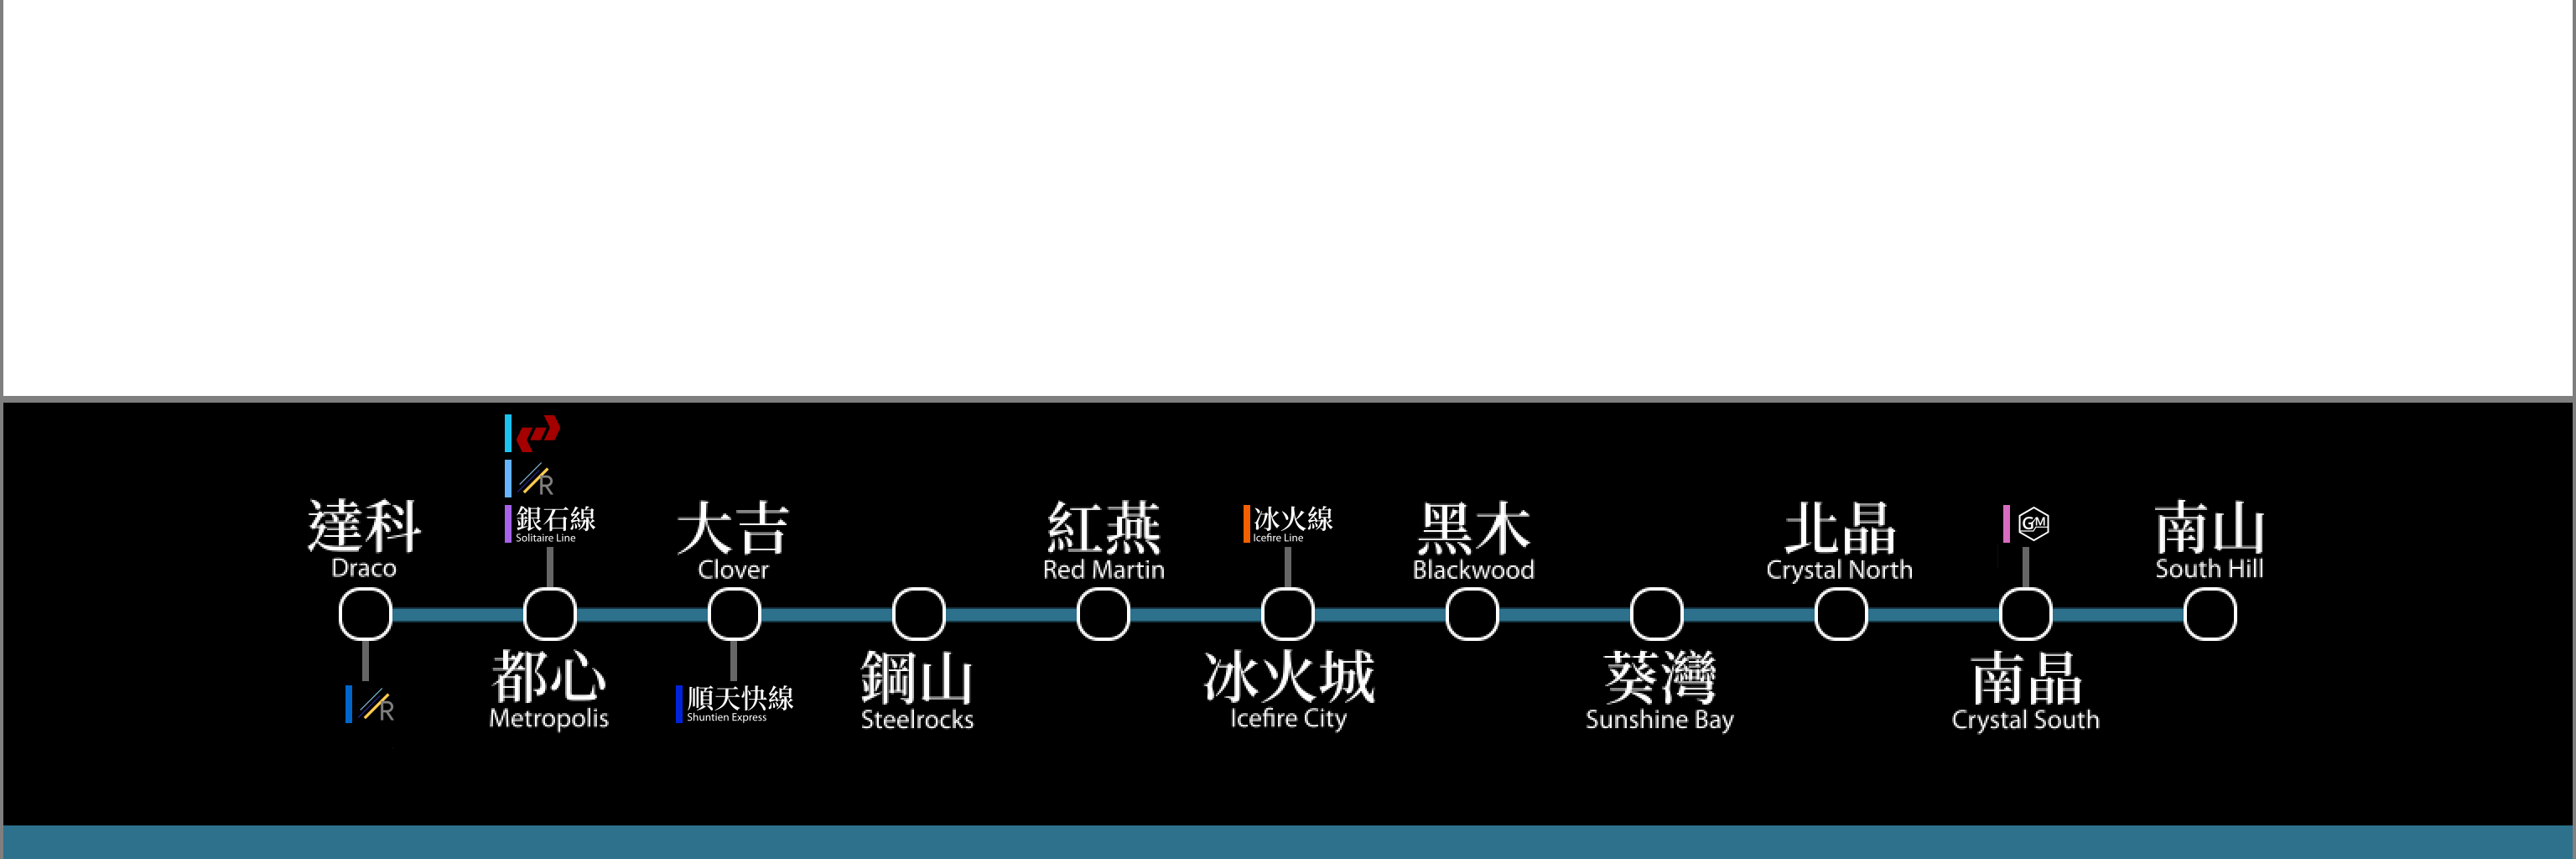 達科
Draco
R
R
銀石線
Solitaire Line
都心
Metropolis
大吉
Clover
順天快線
Shuntien Express
鋼山
Steelrocks
紅燕
Red Martin
冰火線
Icefire Line
冰火城
Icefire City
黑木
Blackwood
葵灣
Sunshine Bay
北晶
Crystal North
GM
南晶
Crystal South
南山
South Hill